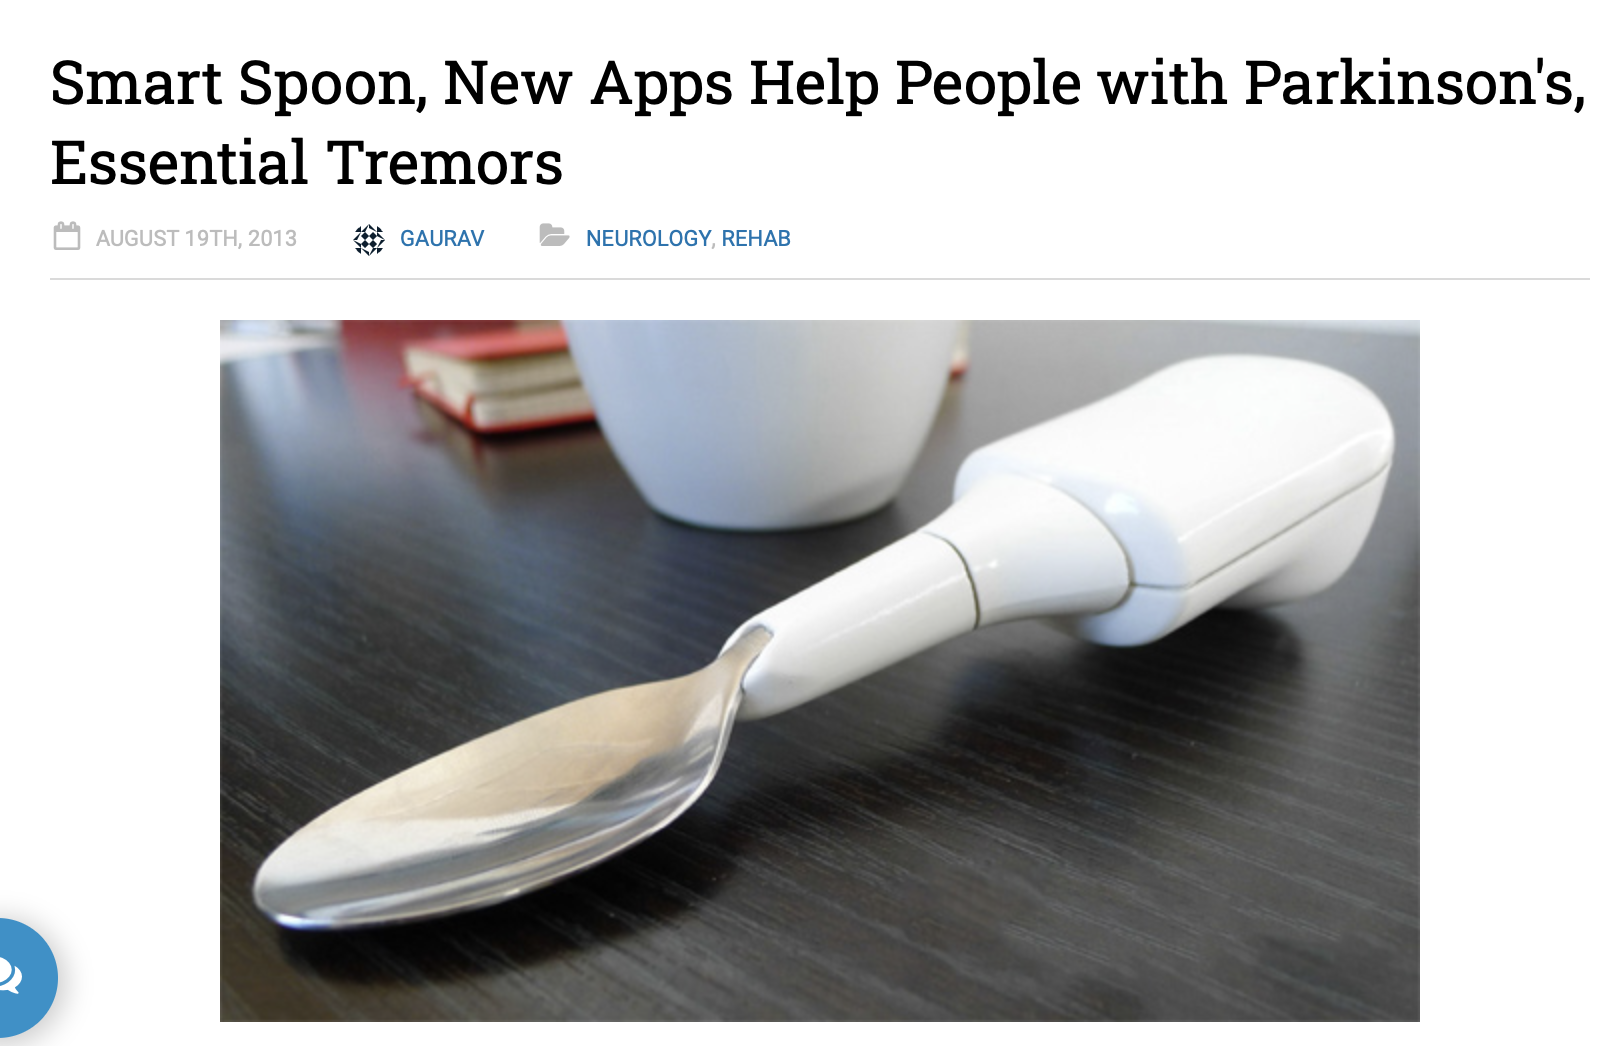 Smart Spoon, New Apps Help People with Parkinson's,
Essential Tremors
AUGUST 19TH, 2013 GAURAV NEUROLOGY, REHAB